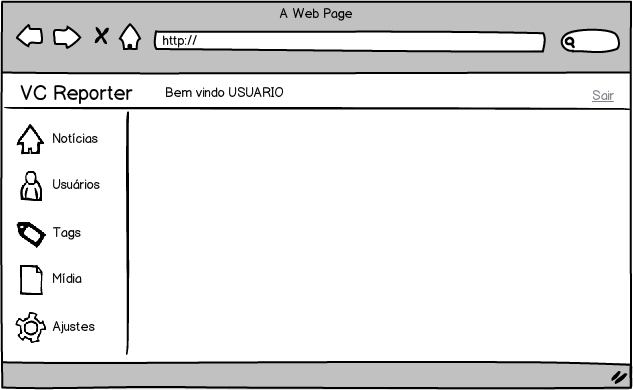 A Web Page
http://
VC Reporter
Bem vindo USUARIO
Sair
Notícias
Usuários
Tags
Mídia
Ajustes